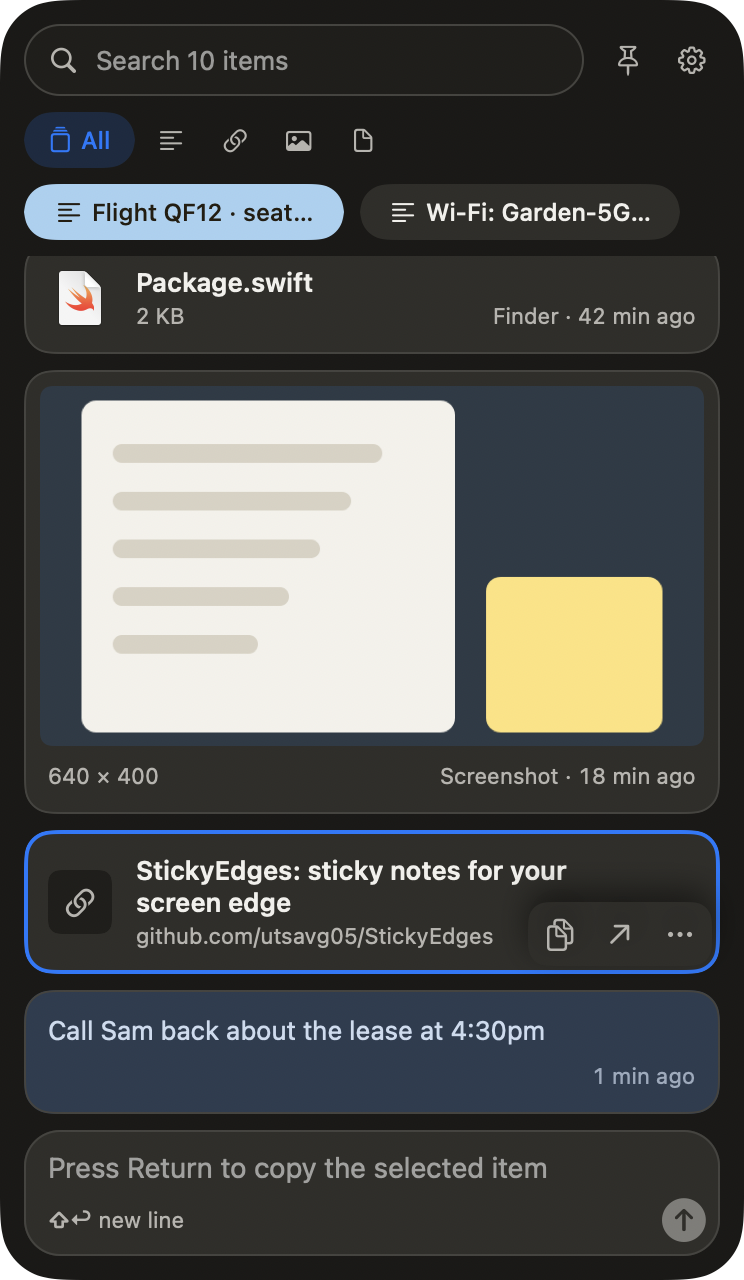 Search 10 items
All
Flight QF12 · seat...
Wi-Fi: Garden-5G...
Package.swift
2 KB
Finder · 42 min ago
640 × 400
Screenshot · 18 min ago
StickyEdges: sticky notes for your
screen edge
github.com/utsavg05/StickyEdges
Call Sam back about the lease at 4:30pm
1 min ago
Press Return to copy the selected item
new line